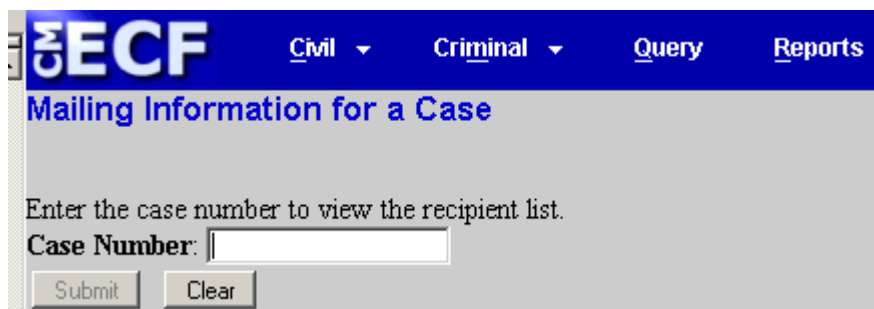 CM ECF Civil Criminal Query Reports
Mailing Information for a Case
Enter the case number to view the recipient list.
Case Number:
Submit Clear